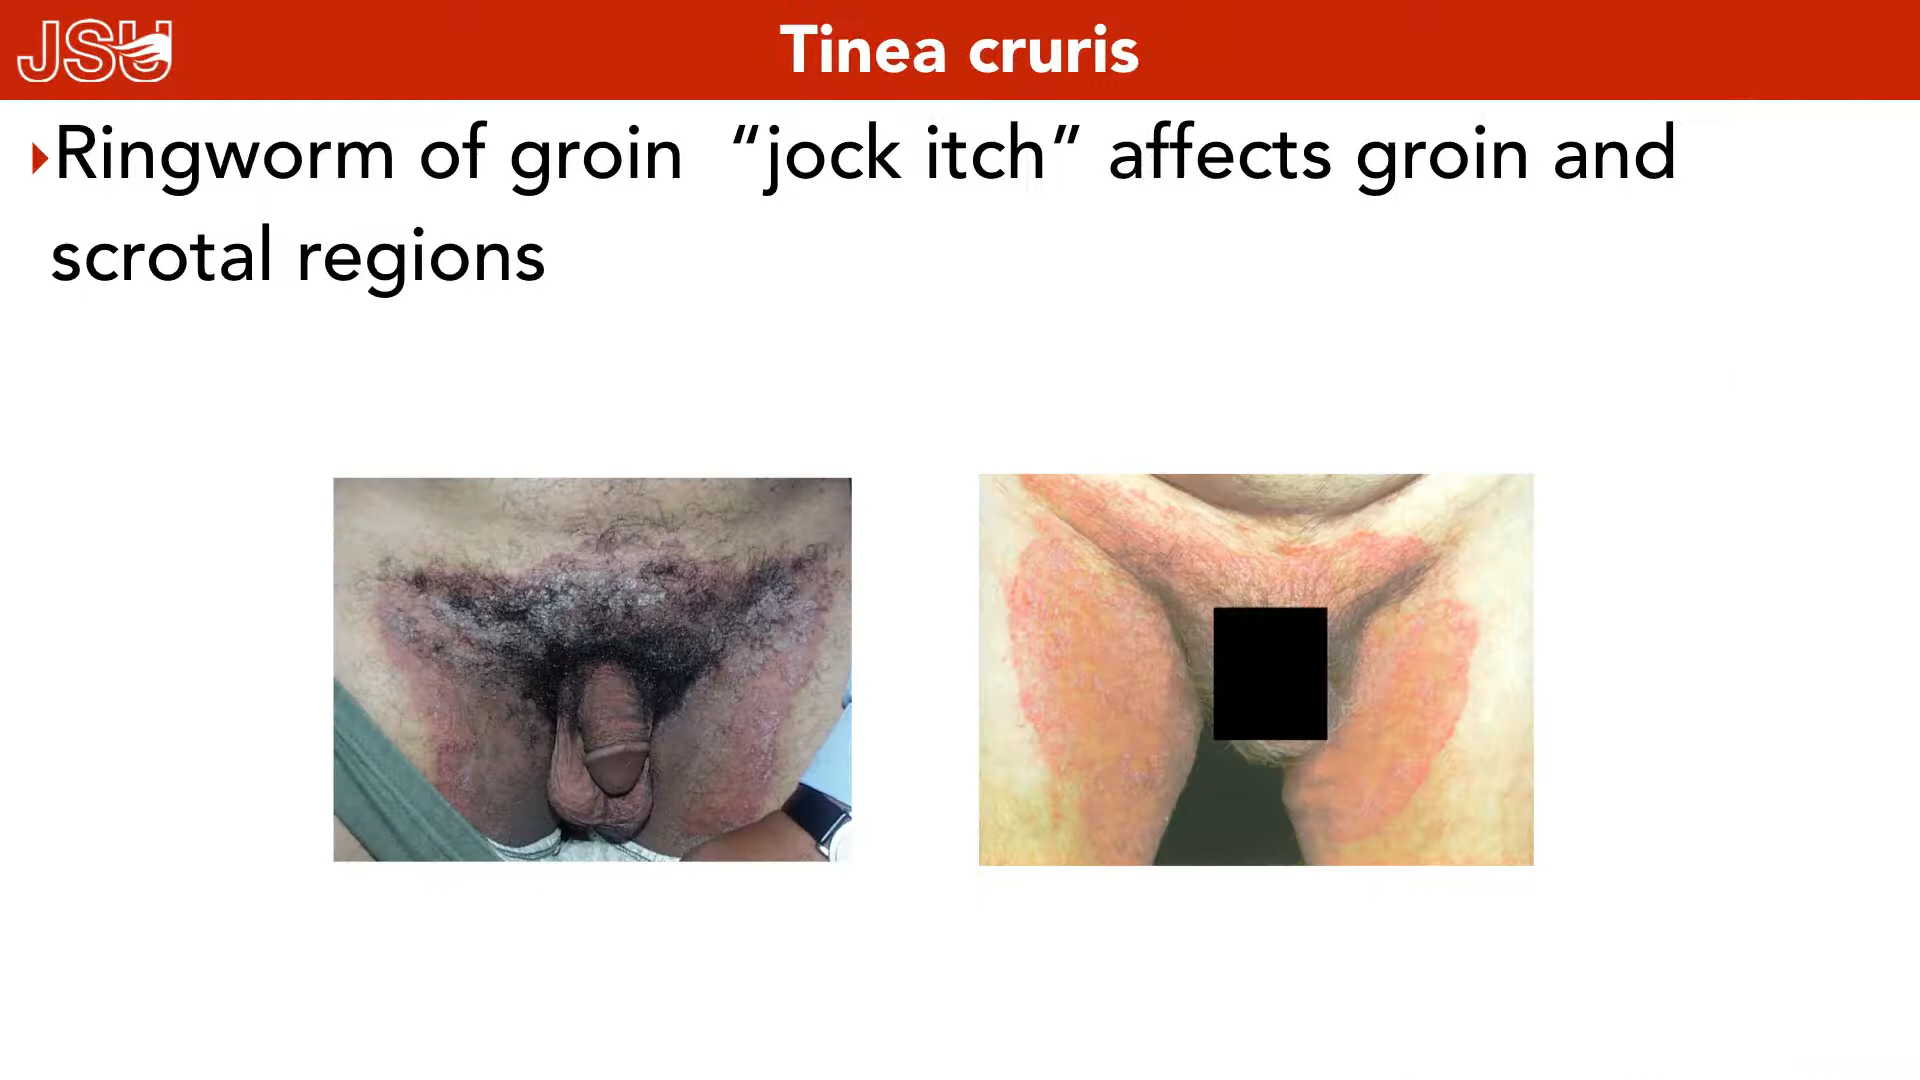 JSU
Tinea cruris
Ringworm of groin “jock itch” affects groin and
scrotal regions